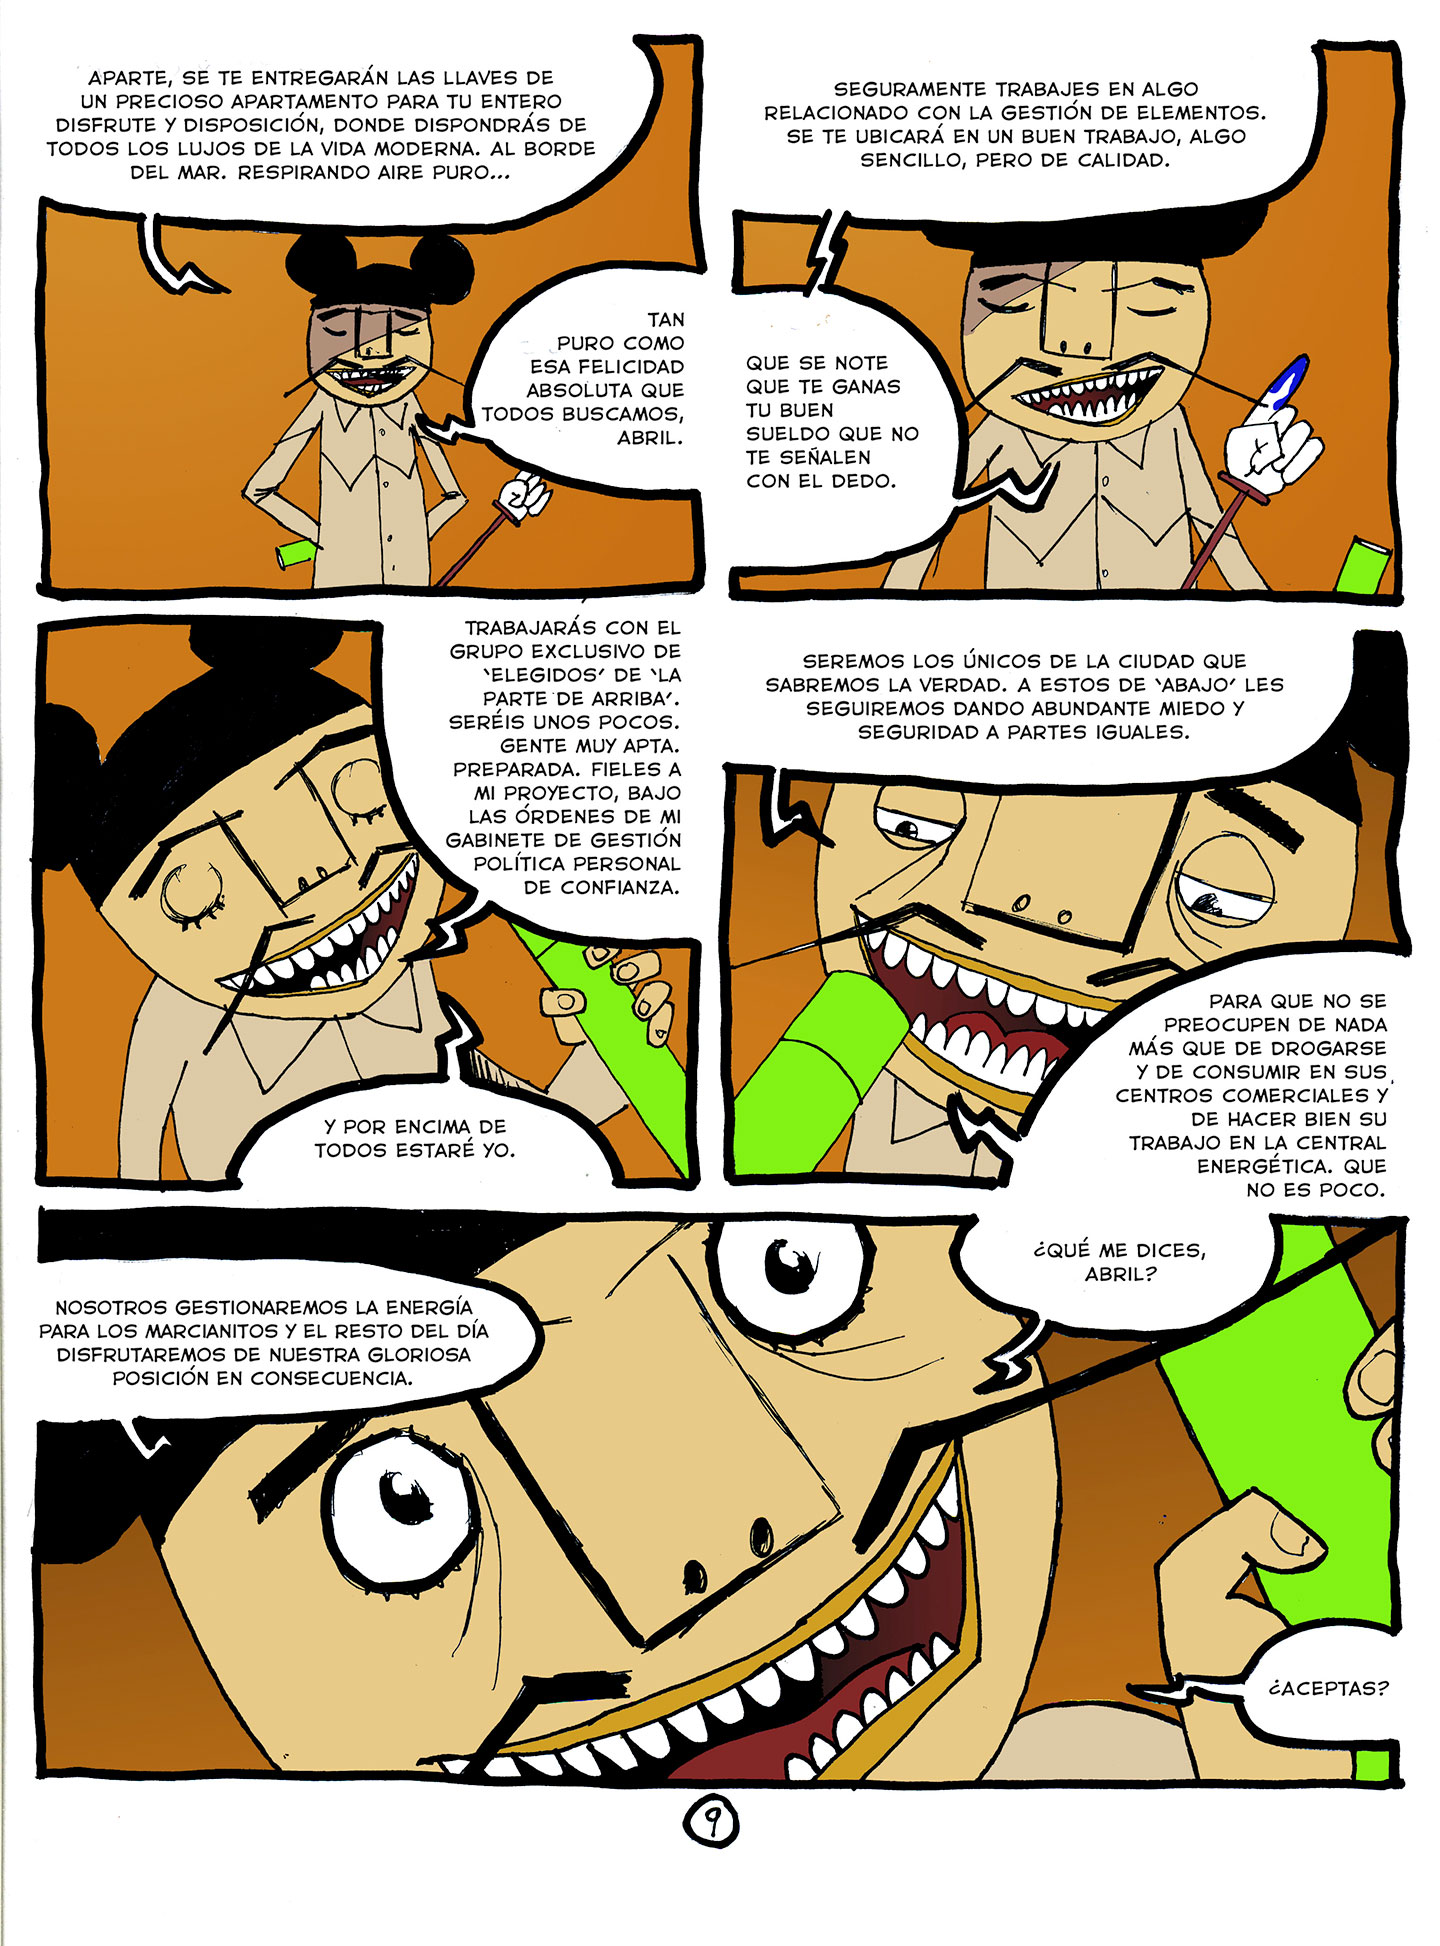 APARTE, SE TE ENTREGARÁN LAS LLAVES DE
UN PRECIOSO APARTAMENTO PARA TU ENTERO
DISFRUTE Y DISPOSICIÓN, DONDE DISPONDRÁS DE
TODOS LOS LUJOS DE LA VIDA MODERNA. AL BORDE
DEL MAR. RESPIRANDO AIRE PURO...
TAN
PURO COMO
ESA FELICIDAD
ABSOLUTA QUE
TODOS BUSCAMOS,
ABRIL.
SEGURAMENTE TRABAJES EN ALGO
RELACIONADO CON LA GESTIÓN DE ELEMENTOS.
SE TE UBICARÁ EN UN BUEN TRABAJO, ALGO
SENCILLO, PERO DE CALIDAD.
QUE SE NOTE
QUE TE GANAS
TU BUEN
SUELDO QUE NO
TE SEÑALEN
CON EL DEDO.
TRABAJARÁS CON EL
GRUPO EXCLUSIVO DE
'ELEGIDOS' DE 'LA
PARTE DE ARRIBA'.
SERÉIS UNOS POCOS.
GENTE MUY APTA.
PREPARADA. FIELES A
MI PROYECTO, BAJO
LAS ÓRDENES DE MI
GABINETE DE GESTIÓN
POLÍTICA PERSONAL
DE CONFIANZA.
Y POR ENCIMA DE
TODOS ESTARÉ YO.
SEREMOS LOS ÚNICOS DE LA CIUDAD QUE
SABREMOS LA VERDAD. A ESTOS DE 'ABAJO' LES
SEGUIREMOS DANDO ABUNDANTE MIEDO Y
SEGURIDAD A PARTES IGUALES.
PARA QUE NO SE
PREOCUPEN DE NADA
MÁS QUE DE DROGARSE
Y DE CONSUMIR EN SUS
CENTROS COMERCIALES Y
DE HACER BIEN SU
TRABAJO EN LA CENTRAL
ENERGÉTICA. QUE
NO ES POCO.
NOSOTROS GESTIONAREMOS LA ENERGÍA
PARA LOS MARCIANITOS Y EL RESTO DEL DÍA
DISFRUTAREMOS DE NUESTRA GLORIOSA
POSICIÓN EN CONSECUENCIA.
¿QUÉ ME DICES,
ABRIL?
¿ACEPTAS?
9